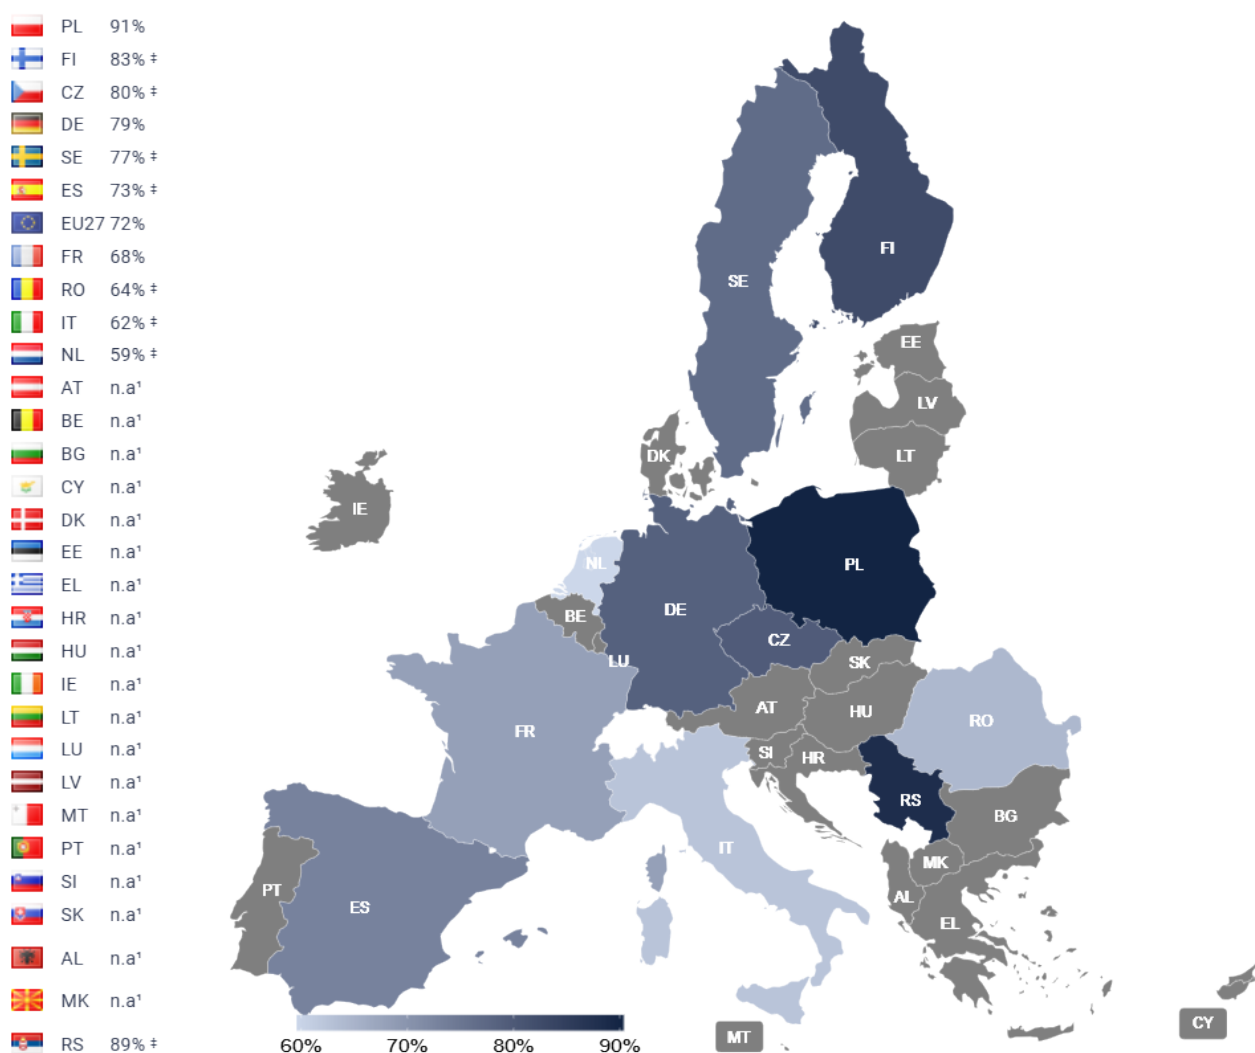 PL 91%
FI 83% ‡
CZ 80% ‡
DE 79%
SE 77% ‡
ES 73% ‡
EU27 72%
FR 68%
RO 64% ‡
IT 62% ‡
NL 59% ‡
AT n.a¹
BE n.a¹
BG n.a¹
CY n.a¹
DK n.a¹
EE n.a¹
EL n.a¹
HR n.a¹
HU n.a¹
IE n.a¹
LT n.a¹
LU n.a¹
LV n.a¹
MT n.a¹
PT n.a¹
SI n.a¹
SK n.a¹
AL n.a¹
MK n.a¹
RS 89% ‡
FI
SE
EE
LV
DK
LT
IE
NL
PL
DE
BE
CZ
LU
SK
AT
HU
RO
FR
SI
HR
RS
BG
IT
MK
PT
AL
ES
EL
CY
MT
60% 70% 80% 90%